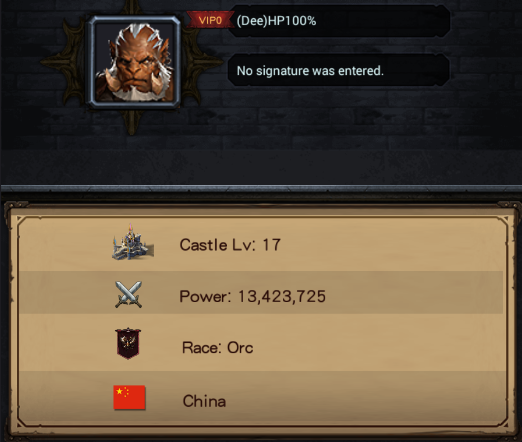 VIP0
(Dee)HP100%
No signature was entered.
Castle Lv: 17
Power: 13,423,725
Race: Orc
China